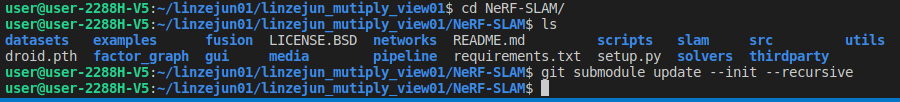 user@user-2288H-V5:~/linzejun01/linzejun_mutiply_view01$ cd NeRF-SLAM/
user@user-2288H-V5:~/linzejun01/linzejun_mutiply_view01/NeRF-SLAM$ ls
datasets examples fusion LICENSE.BSD networks README.md scripts slam src utils
droid.pth factor_graph gui media pipeline requirements.txt setup.py solvers thirdparty
user@user-2288H-V5:~/linzejun01/linzejun_mutiply_view01/NeRF-SLAM$ git submodule update --init --recursive
user@user-2288H-V5:~/linzejun01/linzejun_mutiply_view01/NeRF-SLAM$